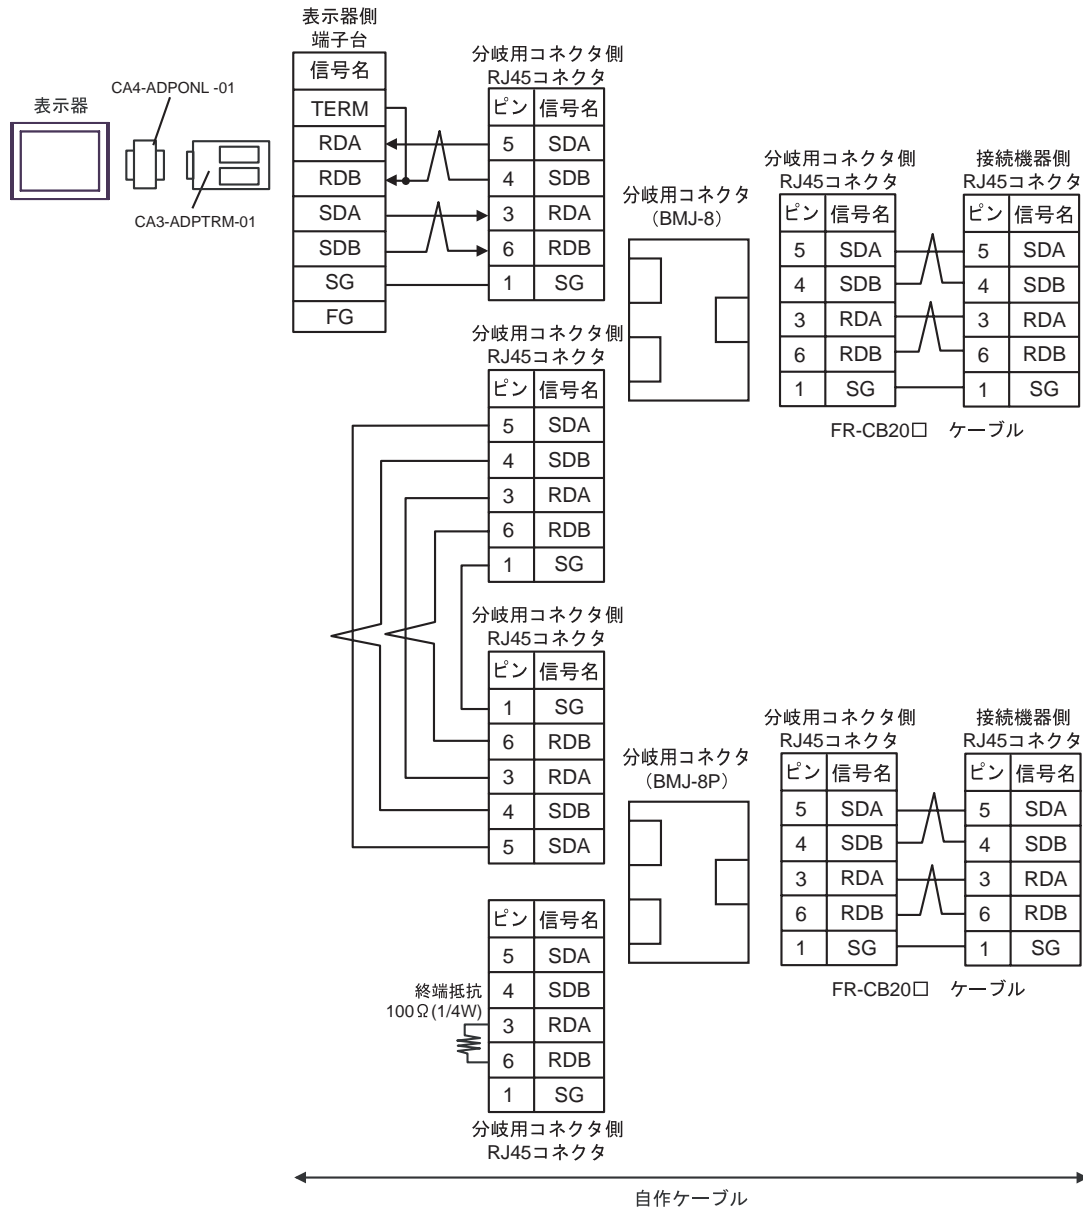 表示器
CA4-ADPONL -01
CA3-ADPTRM-01
表示器側
端子台
信号名
TERM
RDA
RDB
SDA
SDB
SG
FG
分岐用コネクタ側
RJ45コネクタ
ピン 信号名
5 SDA
4 SDB
3 RDA
6 RDB
1 SG
分岐用コネクタ
（BMJ-8）
分岐用コネクタ側
RJ45コネクタ
ピン 信号名
5 SDA
4 SDB
3 RDA
6 RDB
1 SG
接続機器側
RJ45コネクタ
ピン 信号名
5 SDA
4 SDB
3 RDA
6 RDB
1 SG
FR-CB20□ ケーブル
分岐用コネクタ側
RJ45コネクタ
ピン 信号名
5 SDA
4 SDB
3 RDA
6 RDB
1 SG
分岐用コネクタ側
RJ45コネクタ
ピン 信号名
1 SG
6 RDB
3 RDA
4 SDB
5 SDA
分岐用コネクタ
（BMJ-8P）
分岐用コネクタ側
RJ45コネクタ
ピン 信号名
5 SDA
4 SDB
3 RDA
6 RDB
1 SG
接続機器側
RJ45コネクタ
ピン 信号名
5 SDA
4 SDB
3 RDA
6 RDB
1 SG
FR-CB20□ ケーブル
終端抵抗
100Ω(1/4W)
ピン 信号名
5 SDA
4 SDB
3 RDA
6 RDB
1 SG
分岐用コネクタ側
RJ45コネクタ
自作ケーブル